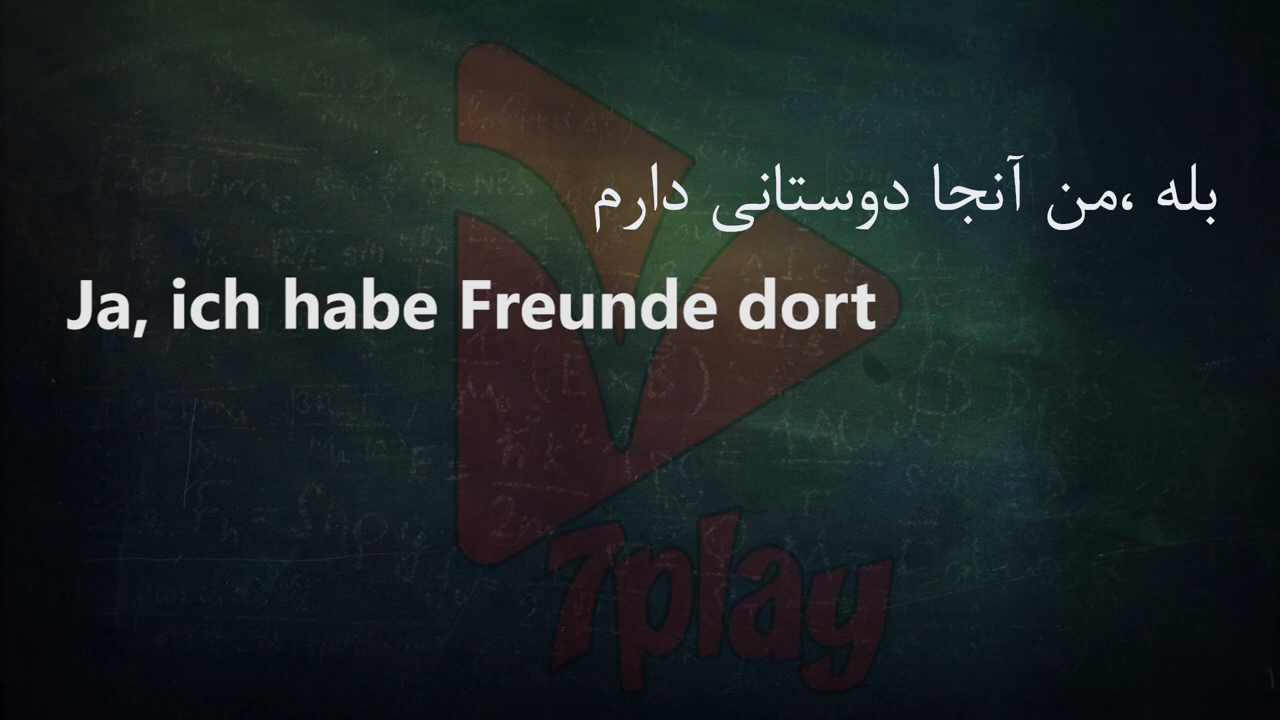 بله ،من آنجا دوستانی دارم
Ja, ich habe Freunde dort
7play